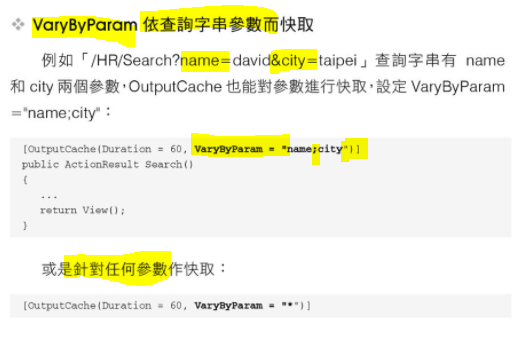 ❖ VaryByParam 依查詢字串參數而快取
例如「/HR/Search?name=david&city=taipei」查詢字串有 name
和 city 兩個參數，OutputCache 也能對參數進行快取，設定 VaryByParam
="name;city"：
[OutputCache(Duration = 60, VaryByParam = "name;city")]
public ActionResult Search()
{
...
return View();
}
或是針對任何參數作快取：
[OutputCache(Duration = 60, VaryByParam = "*")]